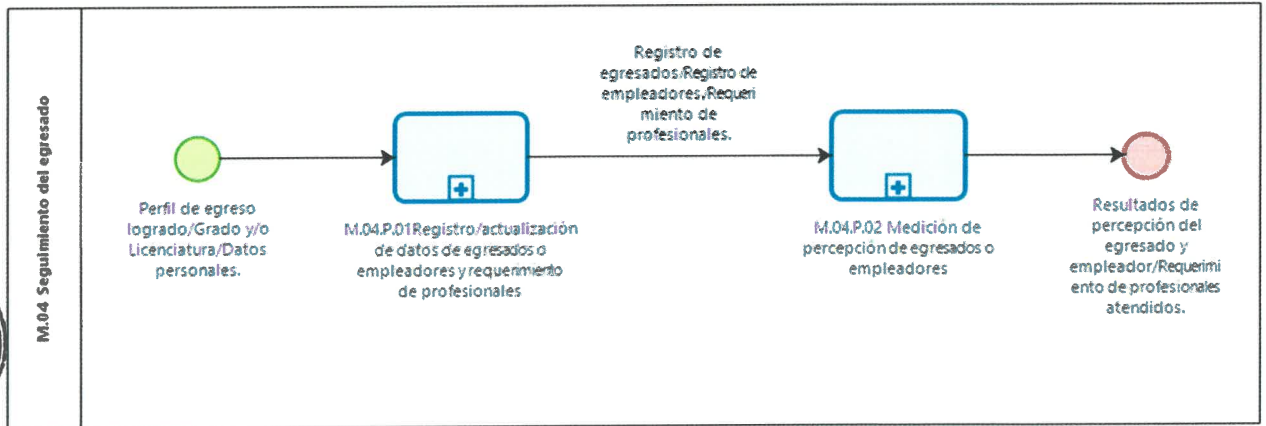 M.04 Seguimiento del egresado
Perfil de egreso
logrado/Grado y/o
Licenciatura/Datos
personales.
M.04.P.01Registro/actualización
de datos de egresados o
empleadores y requerimiento
de profesionales
Registro de
egresados/Registro de
empleadores/Requeri
miento de
profesionales.
M.04.P.02 Medición de
percepción de egresados o
empleadores
Resultados de
percepción del
egresado y
empleador/Requerimi
ento de profesionales
atendidos.